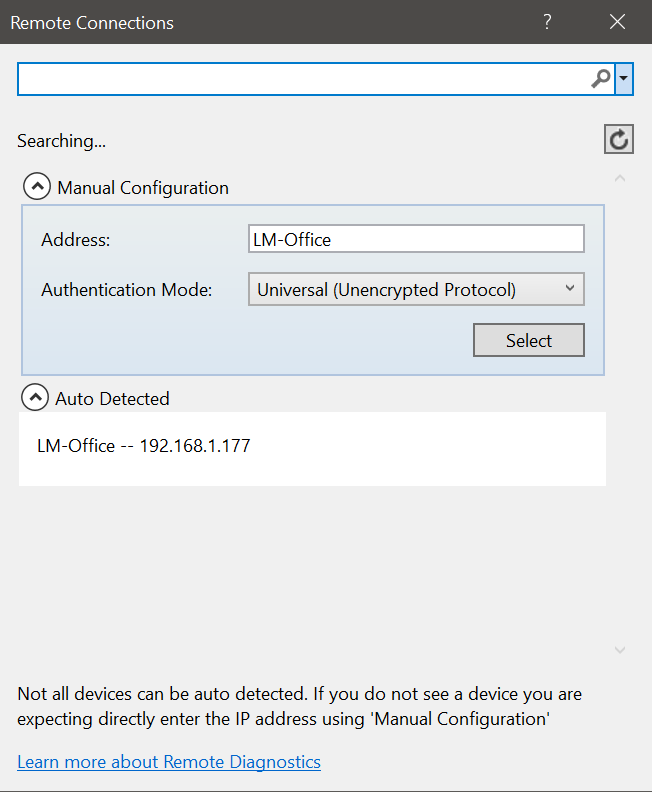 Remote Connections ?
Searching...
Manual Configuration
Address: LM-Office
Authentication Mode: Universal (Unencrypted Protocol)
Select
Auto Detected
LM-Office -- 192.168.1.177
Not all devices can be auto detected. If you do not see a device you are
expecting directly enter the IP address using 'Manual Configuration'
Learn more about Remote Diagnostics